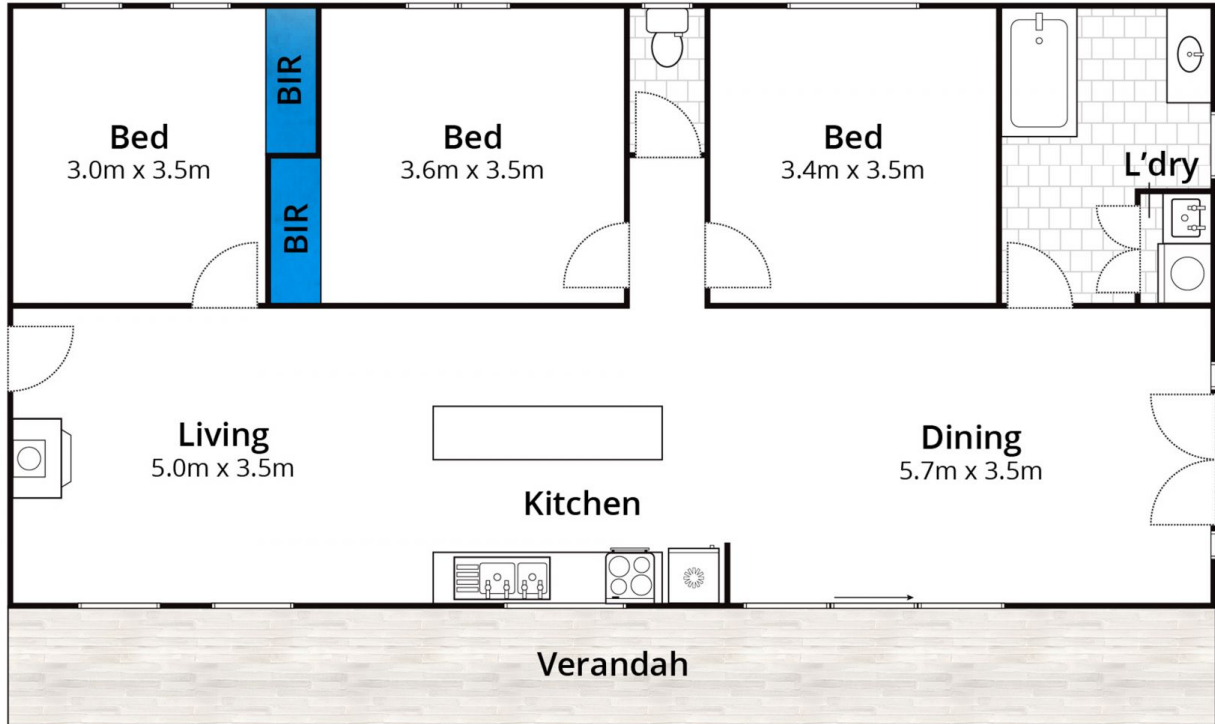 Bed
3.0m x 3.5m
BIR
BIR
Bed
3.6m x 3.5m
Bed
3.4m x 3.5m
L'dry
Living
5.0m x 3.5m
Kitchen
Dining
5.7m x 3.5m
Verandah